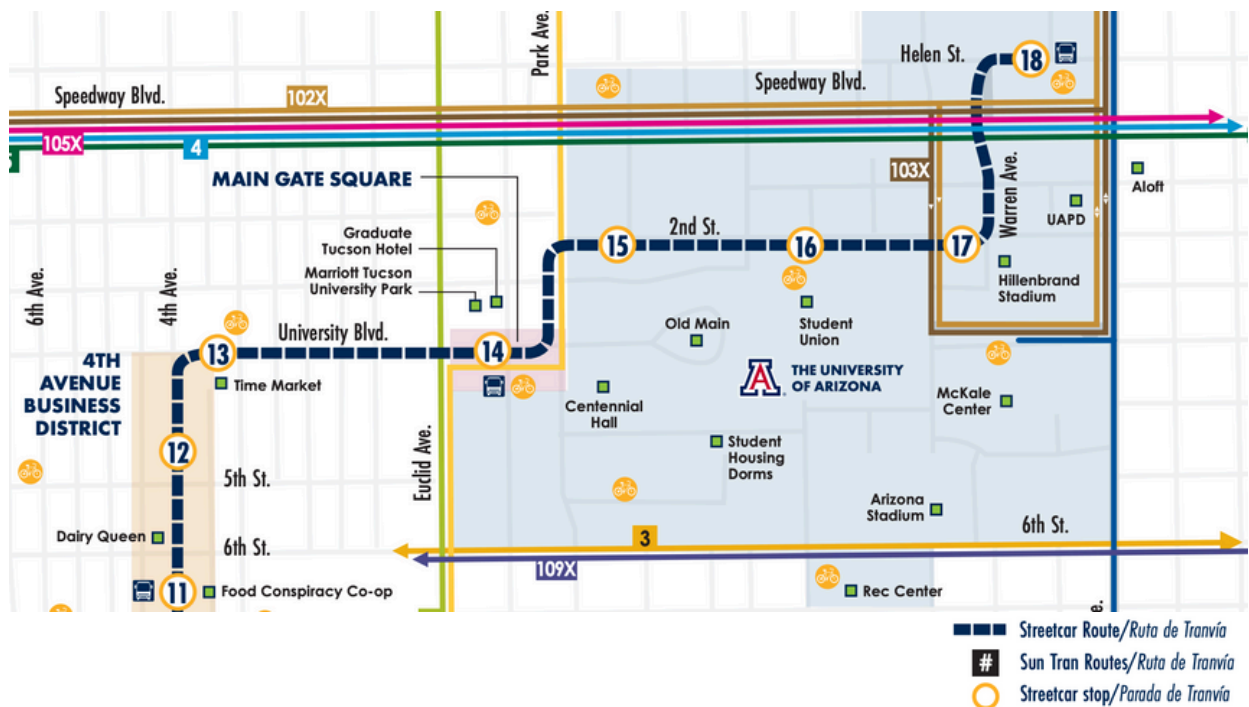 Park Ave.
Helen St.
18
Speedway Blvd.
Speedway Blvd.
102X
105X
4
103X
MAIN GATE SQUARE
Aloft
UAPD
Warren Ave.
Graduate
Tucson Hotel
Marriott Tucson
University Park
15
2nd St.
16
17
Hillenbrand
Stadium
6th Ave.
4th Ave.
University Blvd.
13
14
Old Main
Student
Union
4TH
AVENUE
BUSINESS
DISTRICT
Time Market
A
THE UNIVERSITY
OF ARIZONA
Centennial
Hall
McKale
Center
12
Euclid Ave.
Student
Housing
Dorms
5th St.
Arizona
Stadium
Dairy Queen
6th St.
3
6th St.
109X
11
Food Conspiracy Co-op
Rec Center
Streetcar Route/Ruta de Tranvía
# Sun Tran Routes/Ruta de Tranvía
Streetcar stop/Parada de Tranvía